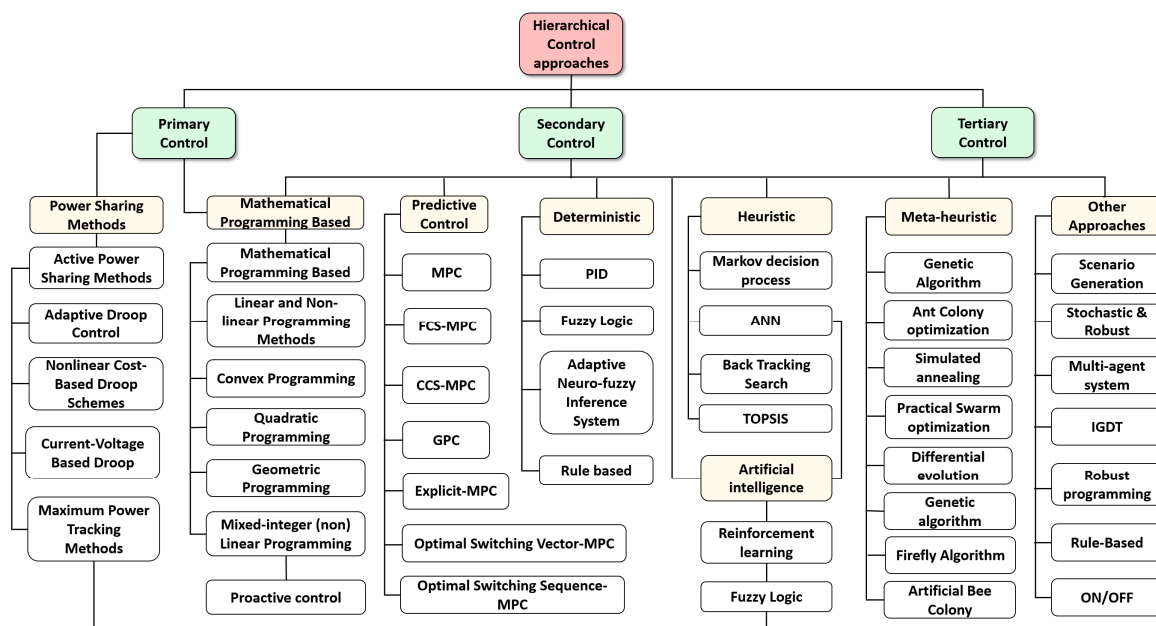 Hierarchical
Control
approaches
Primary
Control
Secondary
Control
Tertiary
Control
Power Sharing
Methods
Active Power
Sharing Methods
Adaptive Droop
Control
Nonlinear Cost-
Based Droop
Schemes
Current-Voltage
Based Droop
Maximum Power
Tracking
Methods
Mathematical
Programming Based
Mathematical
Programming Based
Linear and Non-
linear Programming
Methods
Convex Programming
Quadratic
Programming
Geometric
Programming
Mixed-integer (non)
Linear Programming
Proactive control
Predictive
Control
MPC
FCS-MPC
CCS-MPC
GPC
Explicit-MPC
Optimal Switching Vector-MPC
Optimal Switching Sequence-
MPC
Deterministic
PID
Fuzzy Logic
Adaptive
Neuro-fuzzy
Inference
System
Rule based
Heuristic
Markov decision
process
ANN
Back Tracking
Search
TOPSIS
Artificial
intelligence
Reinforcement
learning
Fuzzy Logic
Meta-heuristic
Genetic
Algorithm
Ant Colony
optimization
Simulated
annealing
Practical Swarm
optimization
Differential
evolution
Genetic
algorithm
Firefly Algorithm
Artificial Bee
Colony
Other
Approaches
Scenario
Generation
Stochastic &
Robust
Multi-agent
system
IGDT
Robust
programming
Rule-Based
ON/OFF